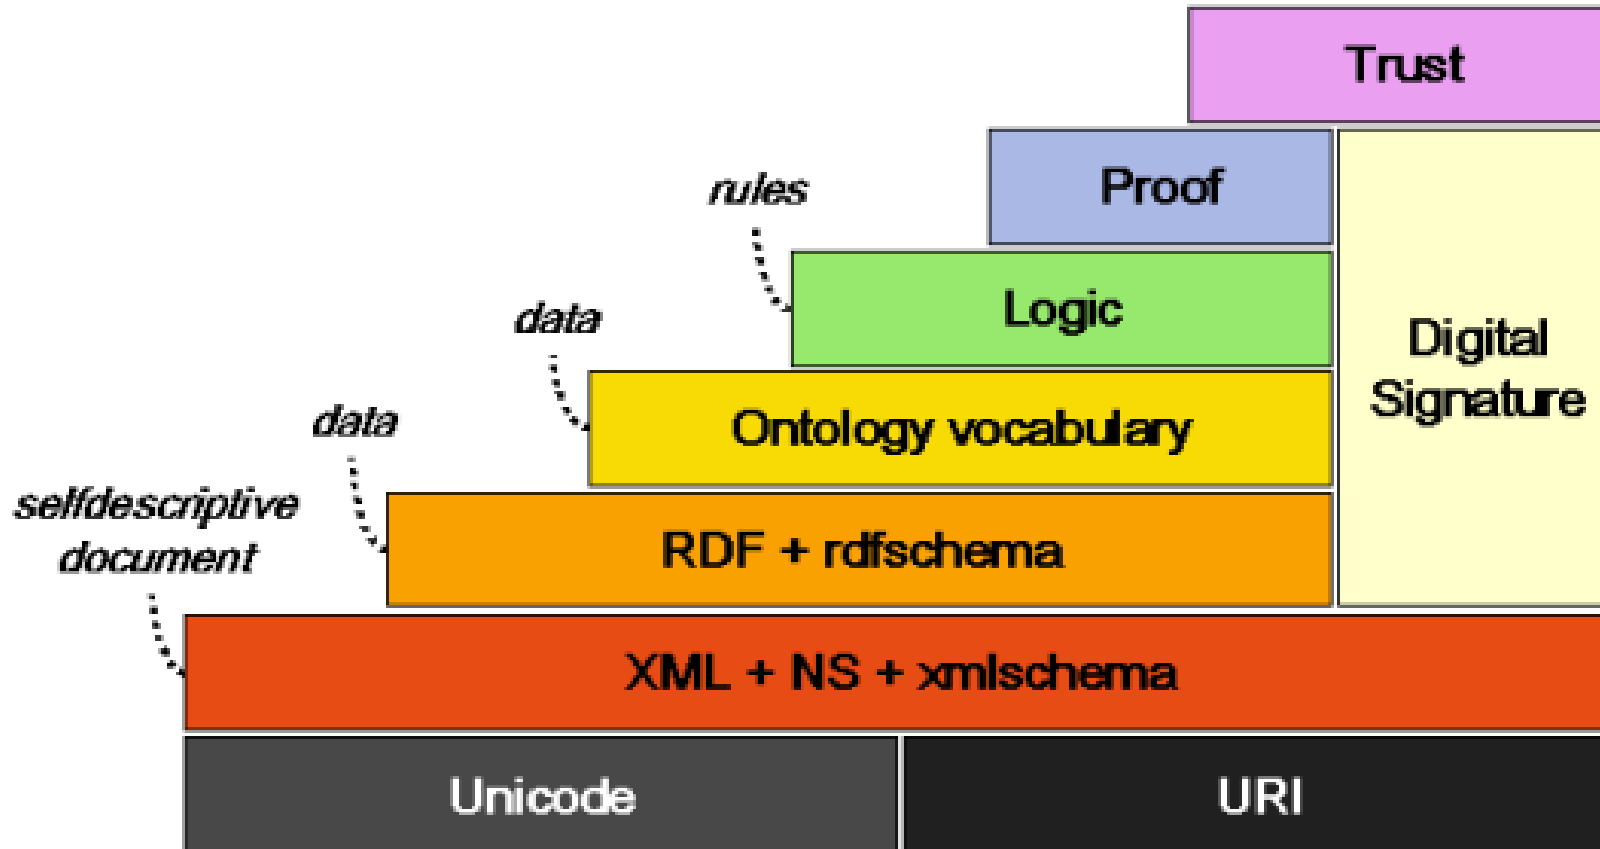 Trust
Proof
rules
Logic
data
Digital
Signature
Ontology vocabulary
data
RDF + rdfschema
selfdescriptive
document
XML + NS + xmlschema
Unicode
URI